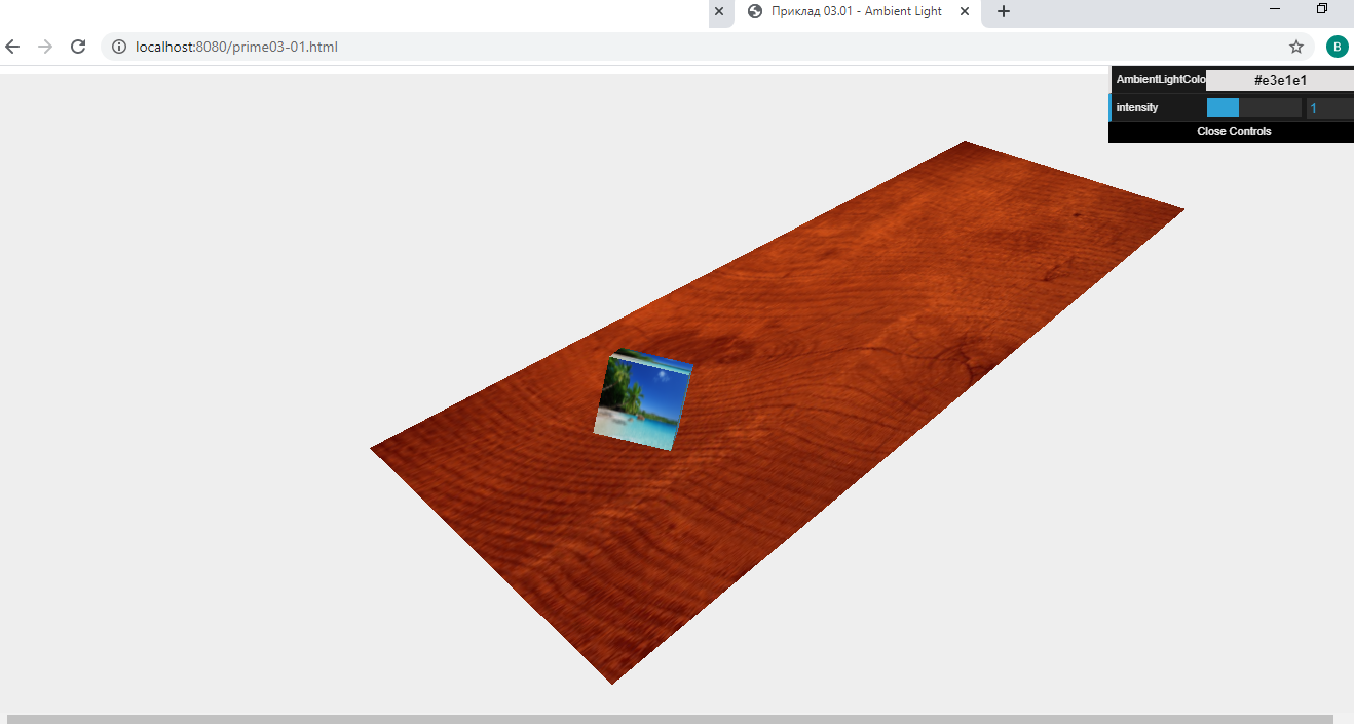 Приклад 03.01 - Ambient Light
localhost:8080/prime03-01.html
B
AmbientLightColo
#e3e1e1
intensity
1
Close Controls